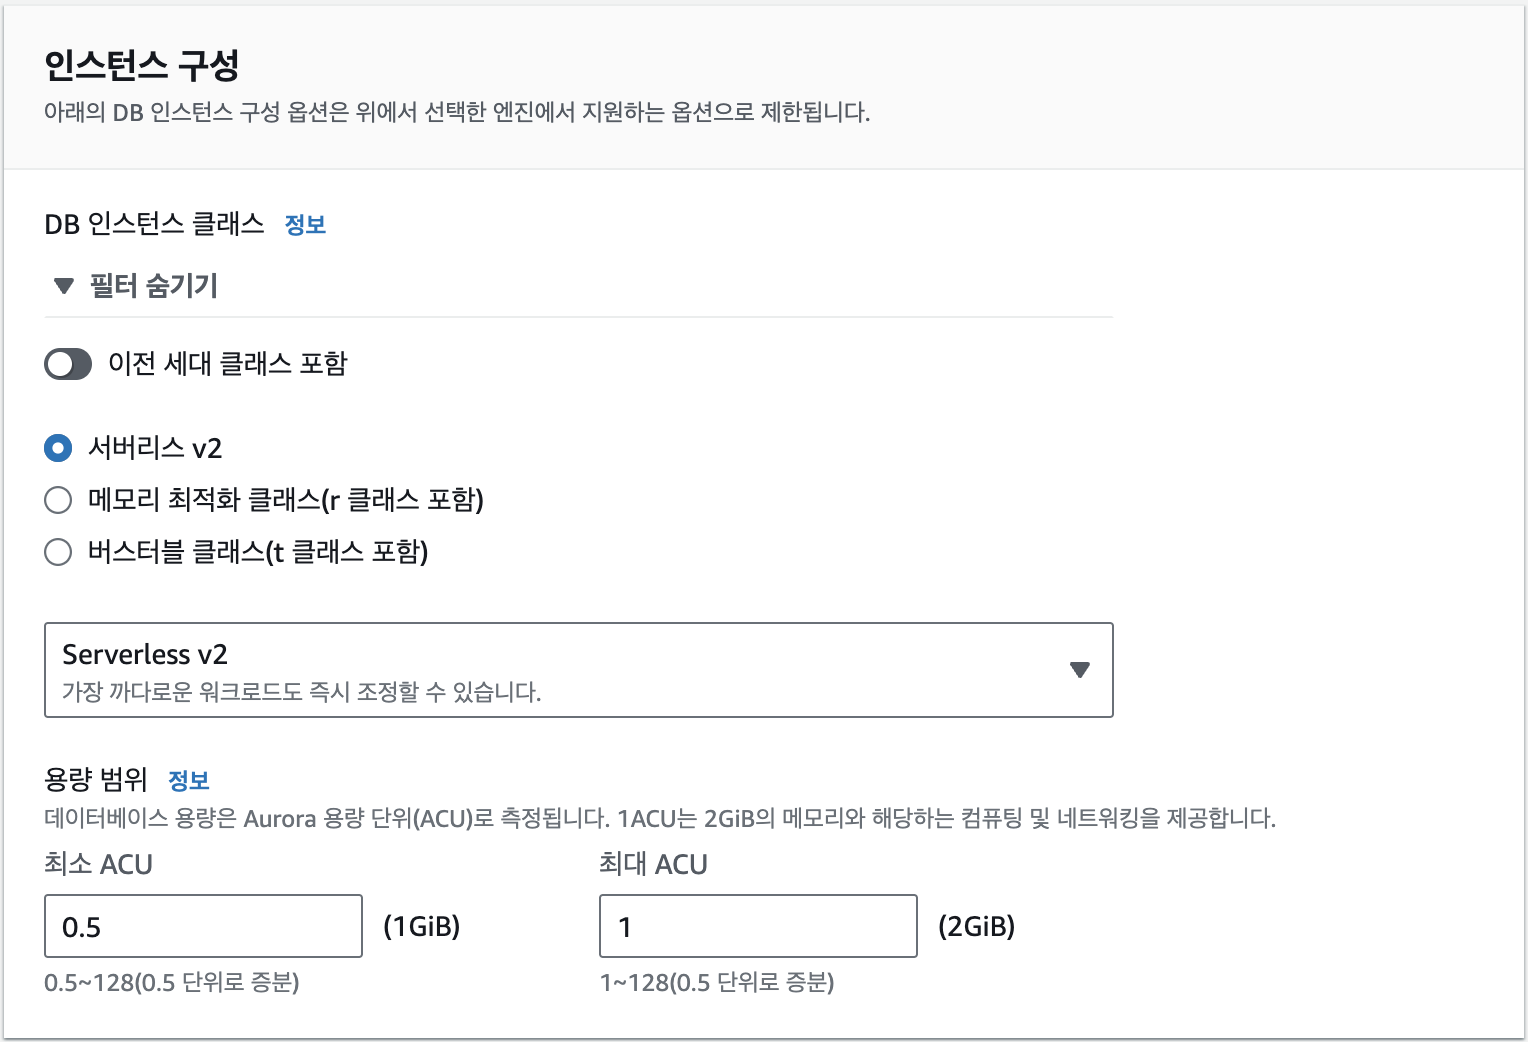 인스턴스 구성
아래의 DB 인스턴스 구성 옵션은 위에서 선택한 엔진에서 지원하는 옵션으로 제한됩니다.
DB 인스턴스 클래스 정보
필터 숨기기
이전 세대 클래스 포함
서버리스 v2
메모리 최적화 클래스(r 클래스 포함)
버스터블 클래스(t 클래스 포함)
Serverless v2
가장 까다로운 워크로드도 즉시 조정할 수 있습니다.
용량 범위 정보
데이터베이스 용량은 Aurora 용량 단위(ACU)로 측정됩니다. 1ACU는 2GiB의 메모리와 해당하는 컴퓨팅 및 네트워킹을 제공합니다.
최소 ACU 최대 ACU
0.5 (1GiB) 1 (2GiB)
0.5~128(0.5 단위로 증분) 1~128(0.5 단위로 증분)